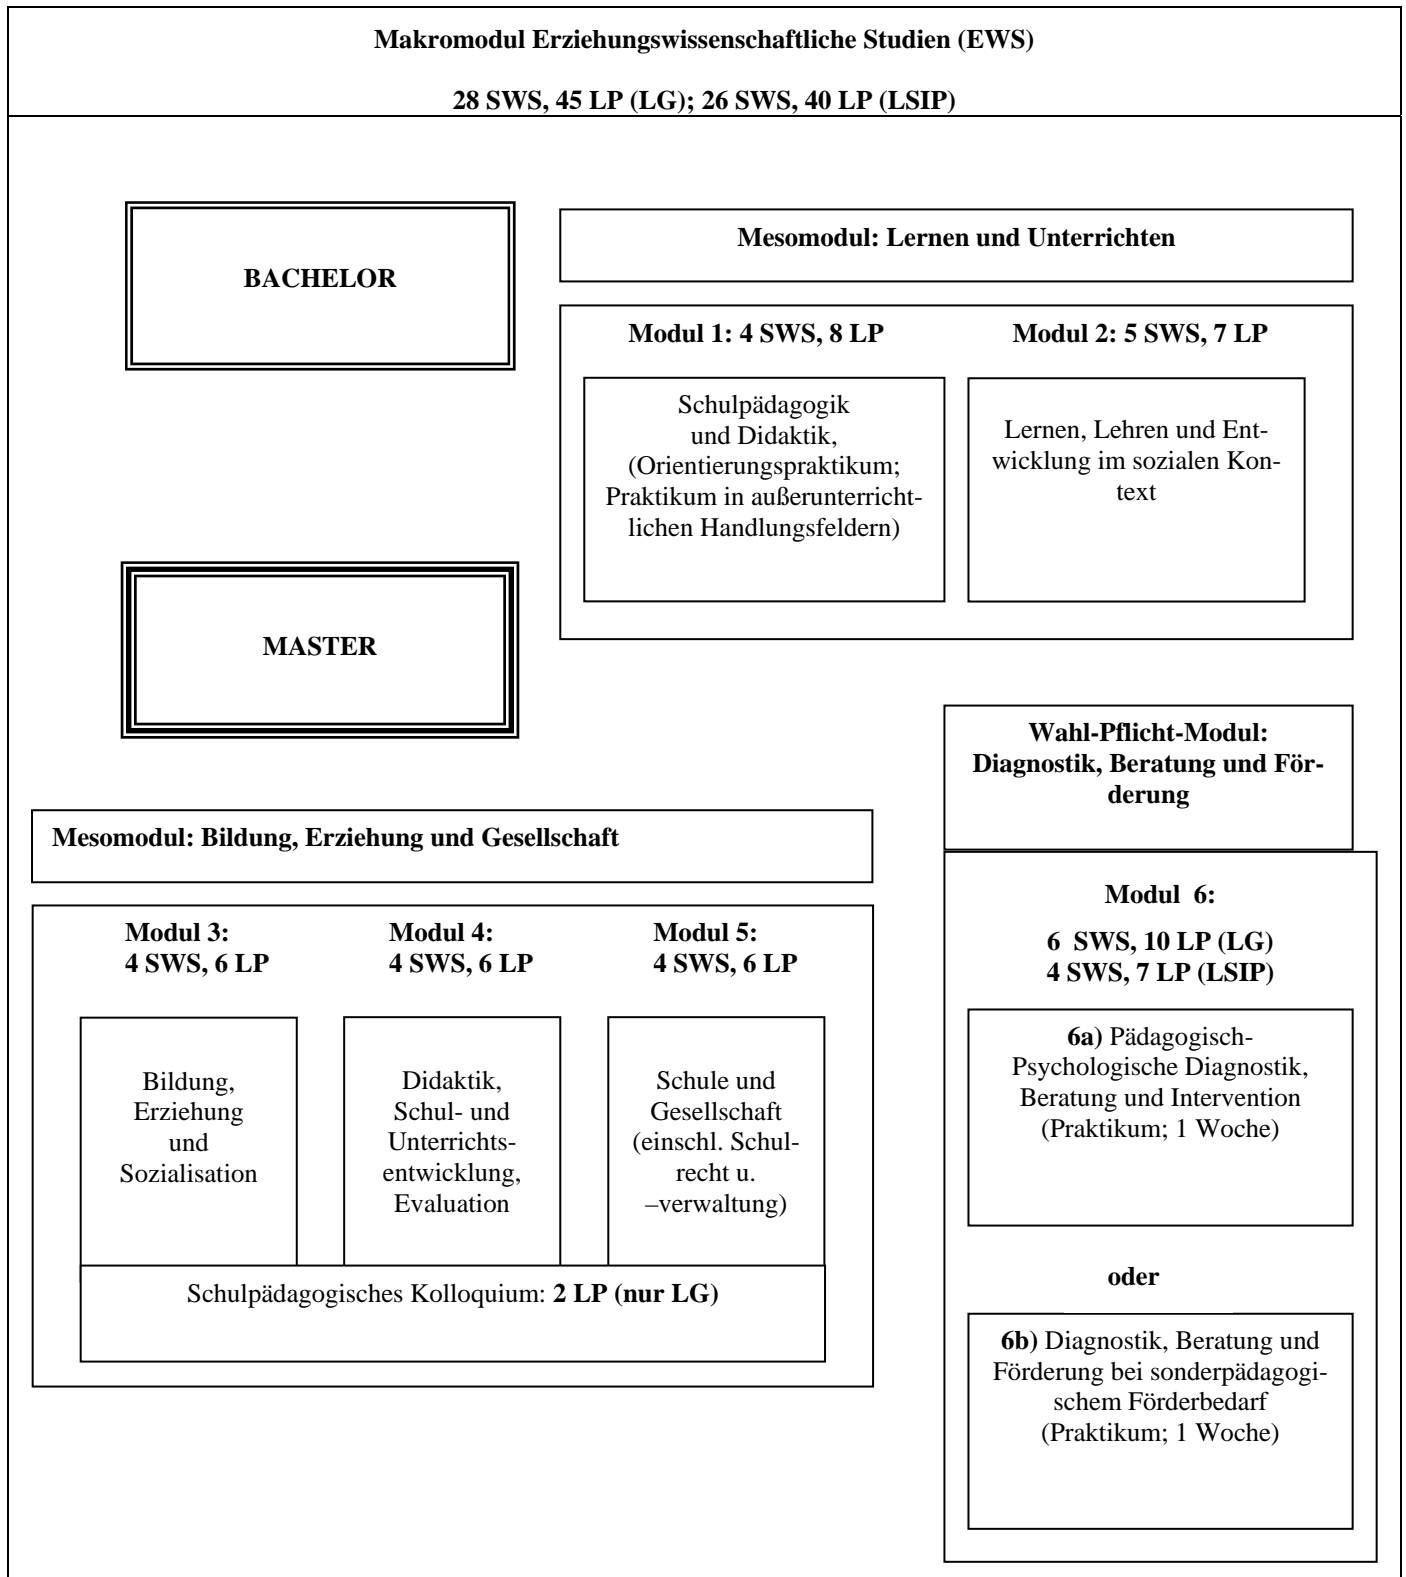 Makromodul Erziehungswissenschaftliche Studien (EWS)
28 SWS, 45 LP (LG); 26 SWS, 40 LP (LSIP)
BACHELOR
Mesomodul: Lernen und Unterrichten
Modul 1: 4 SWS, 8 LP
Schulpädagogik
und Didaktik,
(Orientierungspraktikum;
Praktikum in außerunterricht-
lichen Handlungsfeldern)
Modul 2: 5 SWS, 7 LP
Lernen, Lehren und Ent-
wicklung im sozialen Kon-
text
MASTER
Mesomodul: Bildung, Erziehung und Gesellschaft
Modul 3:
4 SWS, 6 LP
Bildung,
Erziehung
und
Sozialisation
Modul 4:
4 SWS, 6 LP
Didaktik,
Schul- und
Unterrichts-
entwicklung,
Evaluation
Modul 5:
4 SWS, 6 LP
Schule und
Gesellschaft
(einschl. Schul-
recht u.
–verwaltung)
Schulpädagogisches Kolloquium: 2 LP (nur LG)
Wahl-Pflicht-Modul:
Diagnostik, Beratung und För-
derung
Modul 6:
6 SWS, 10 LP (LG)
4 SWS, 7 LP (LSIP)
6a) Pädagogisch-
Psychologische Diagnostik,
Beratung und Intervention
(Praktikum; 1 Woche)
oder
6b) Diagnostik, Beratung und
Förderung bei sonderpädagogi-
schem Förderbedarf
(Praktikum; 1 Woche)